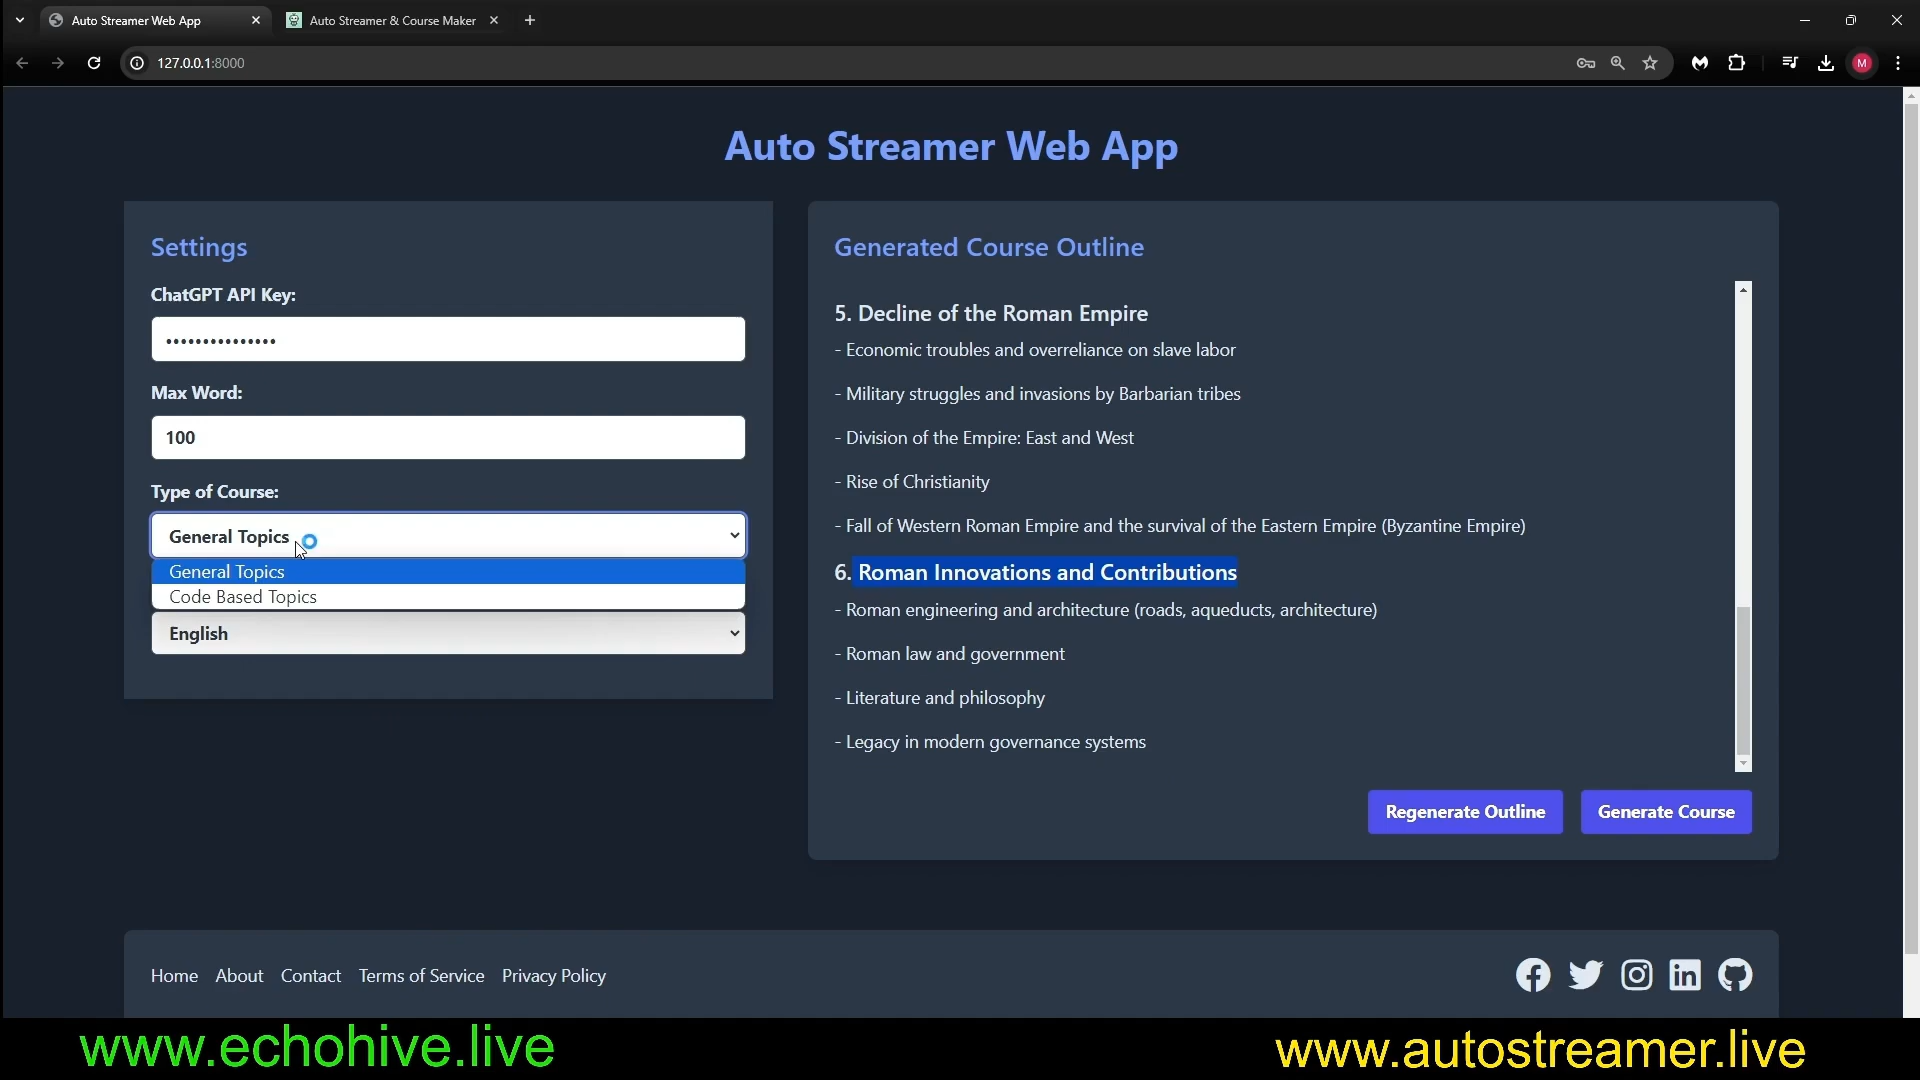 Auto Streamer Web App
Auto Streamer & Course Maker
127.0.0.1:8000
M
Auto Streamer Web App
Settings
ChatGPT API Key:
•••••••••••••••
Max Word:
100
Type of Course:
General Topics
General Topics
Code Based Topics
English
Generated Course Outline
5. Decline of the Roman Empire
- Economic troubles and overreliance on slave labor
- Military struggles and invasions by Barbarian tribes
- Division of the Empire: East and West
- Rise of Christianity
- Fall of Western Roman Empire and the survival of the Eastern Empire (Byzantine Empire)
6. Roman Innovations and Contributions
- Roman engineering and architecture (roads, aqueducts, architecture)
- Roman law and government
- Literature and philosophy
- Legacy in modern governance systems
Regenerate Outline
Generate Course
Home About Contact Terms of Service Privacy Policy
www.echohive.live
www.autostreamer.live